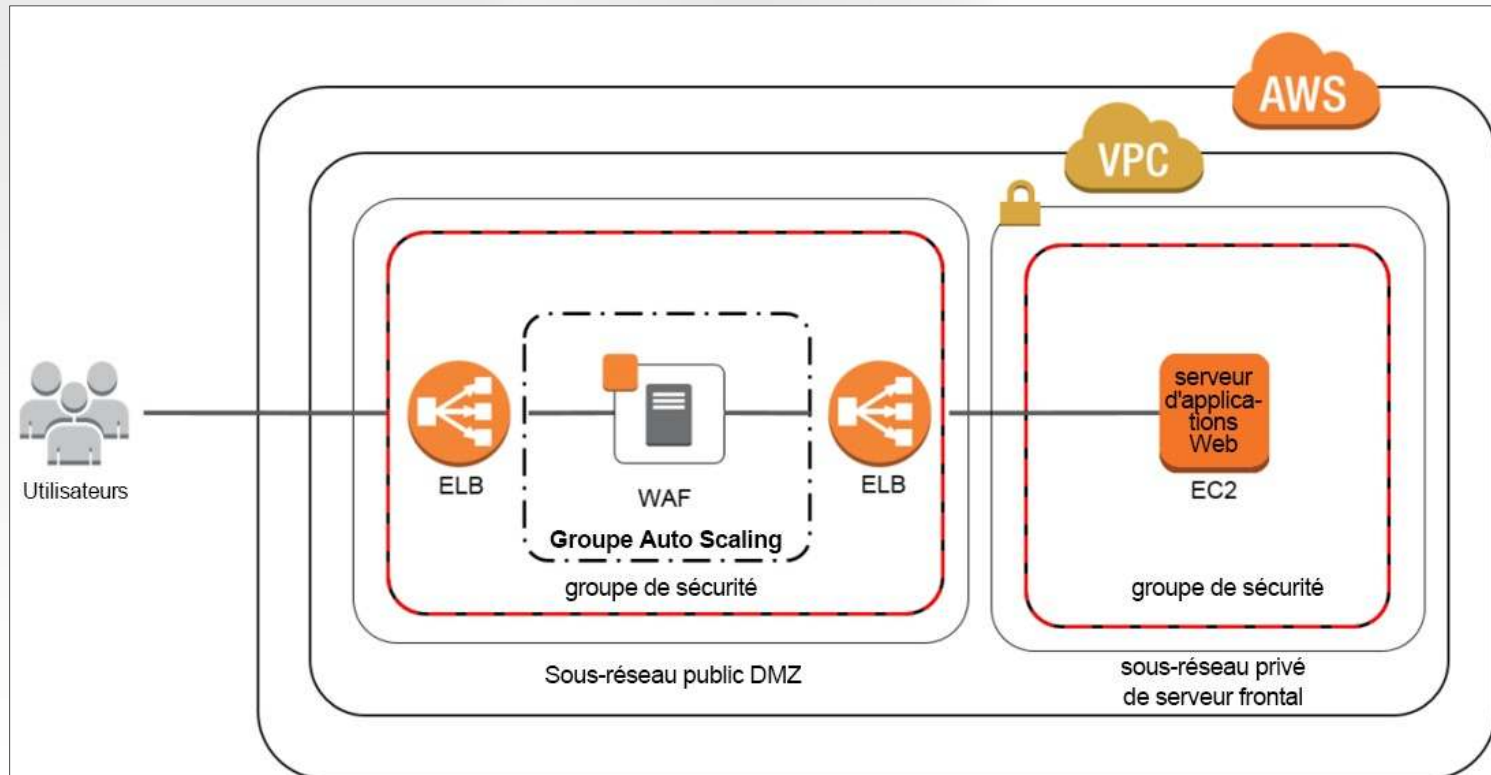 AWS
VPC
serveur
d'applica-
tions
Web
Utilisateurs
ELB
WAF
ELB
EC2
Groupe Auto Scaling
groupe de sécurité
groupe de sécurité
Sous-réseau public DMZ
sous-réseau privé
de serveur frontal